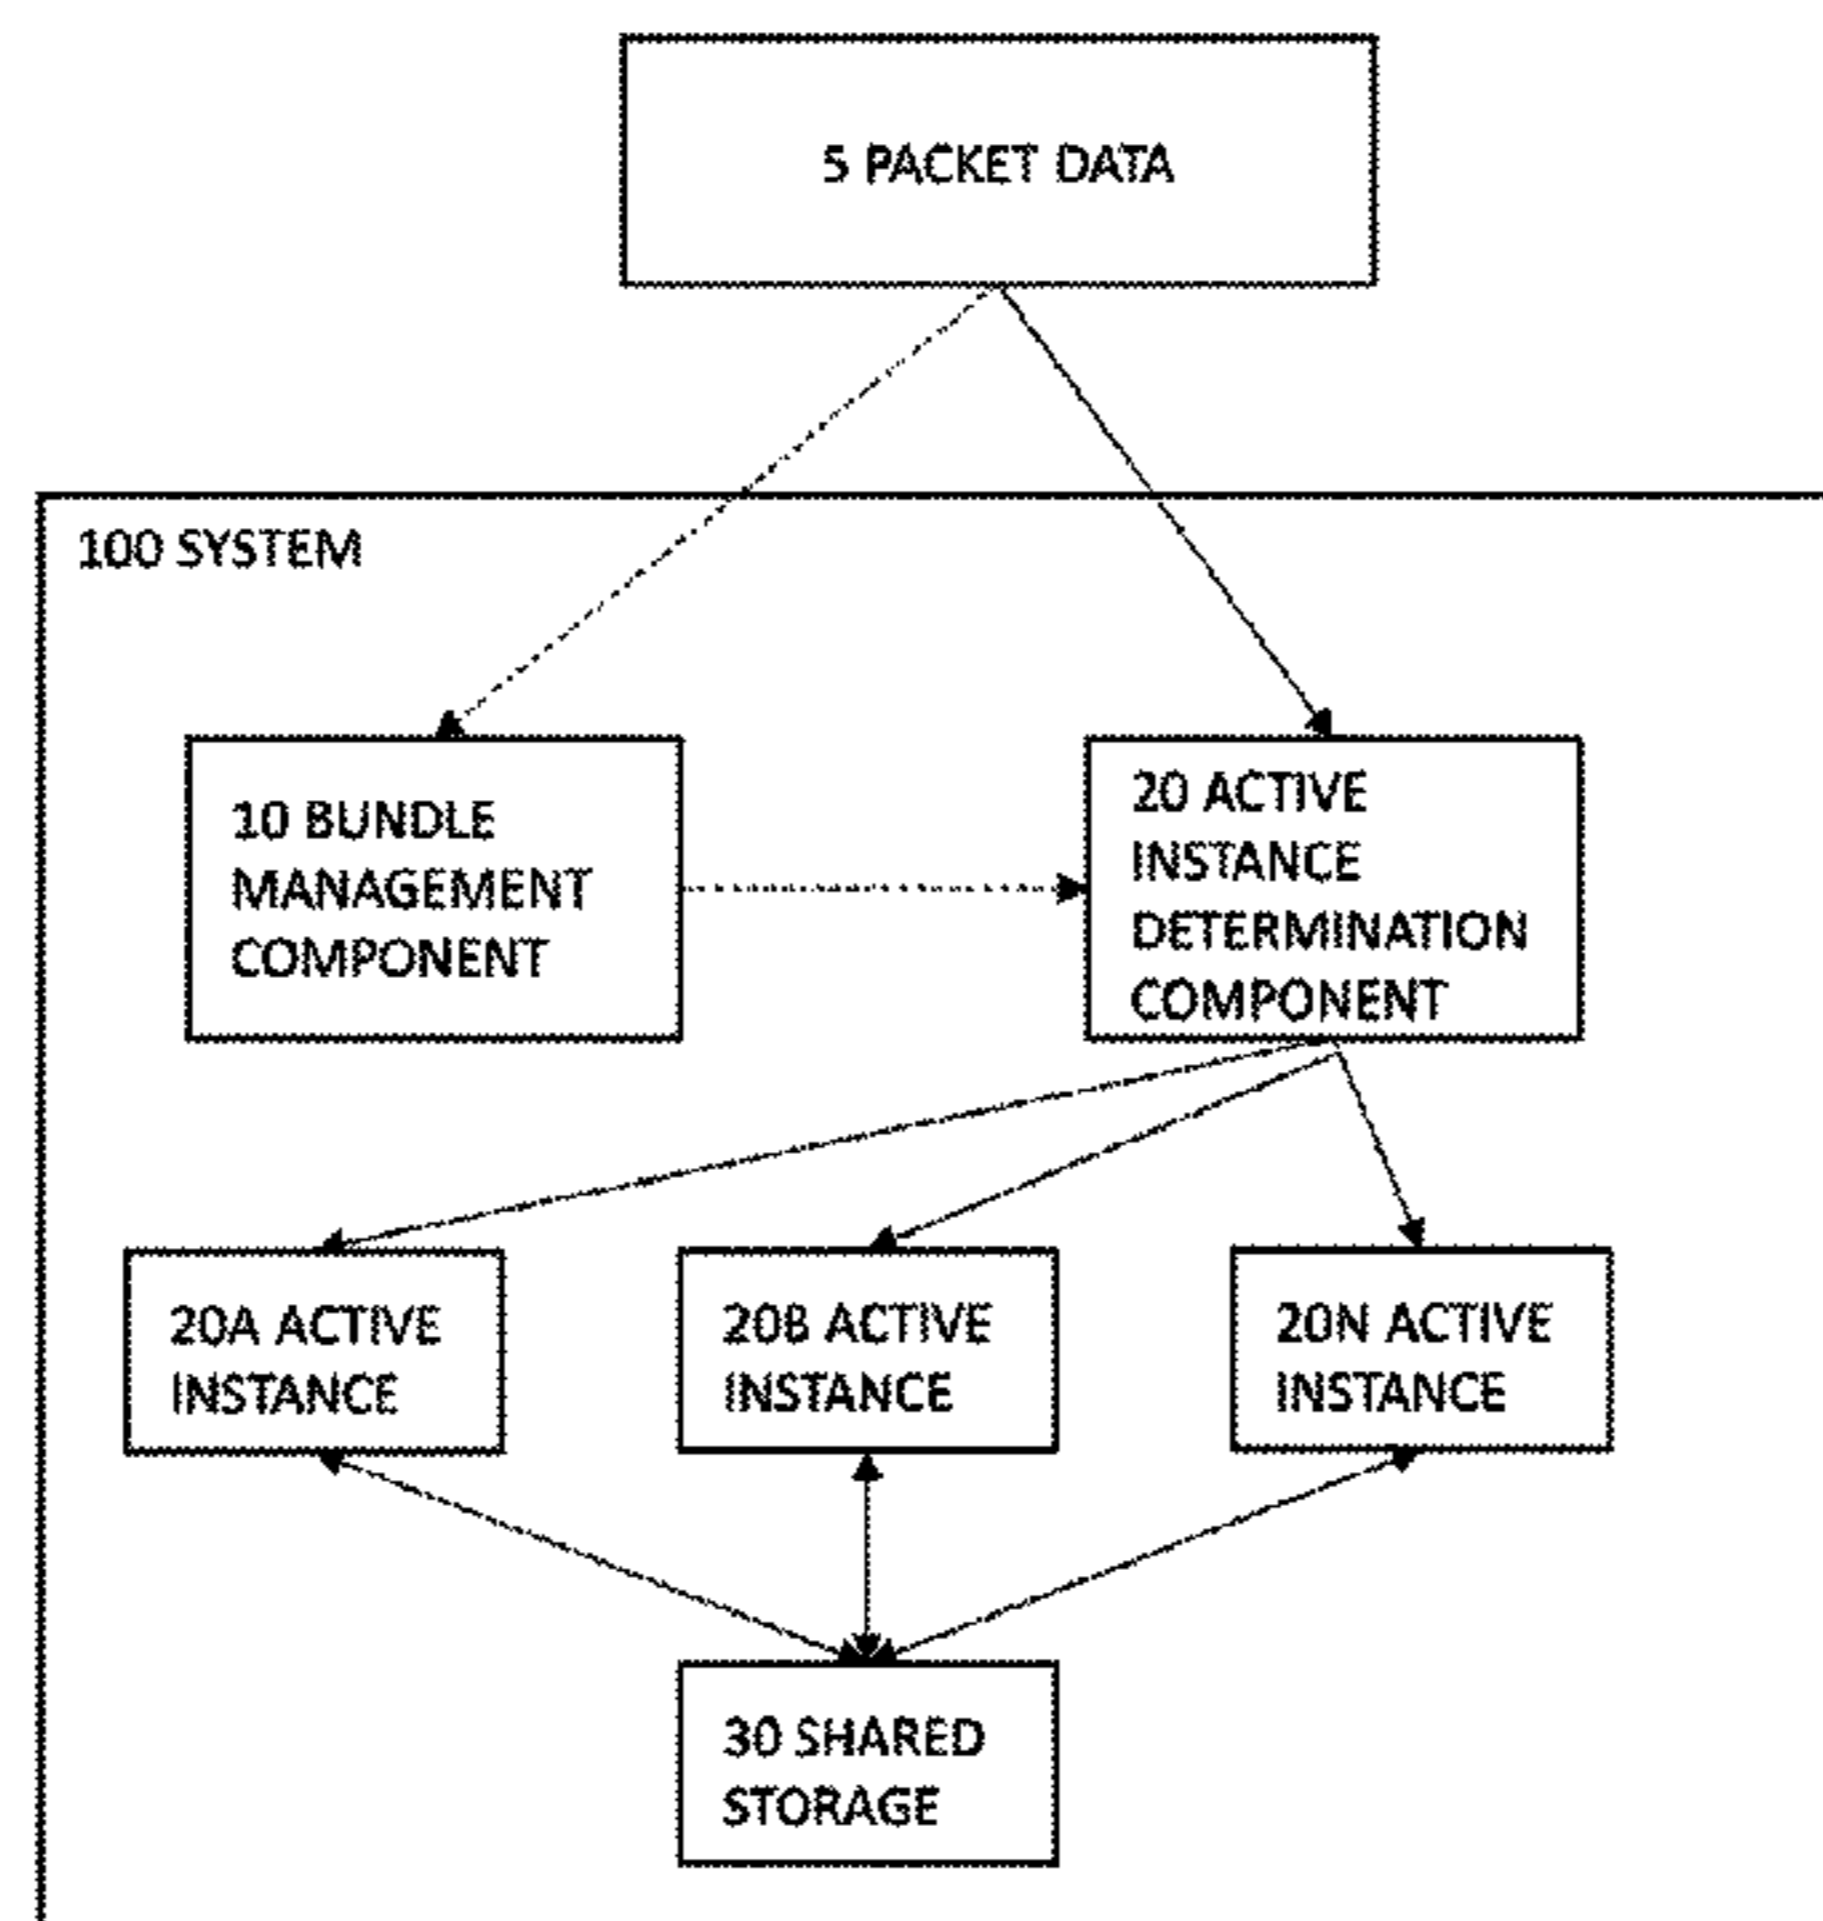 5 PACKET DATA
100 SYSTEM
10 BUNDLE
MANAGEMENT
COMPONENT
20 ACTIVE
INSTANCE
DETERMINATION
COMPONENT
20A ACTIVE
INSTANCE
20B ACTIVE
INSTANCE
20N ACTIVE
INSTANCE
30 SHARED
STORAGE